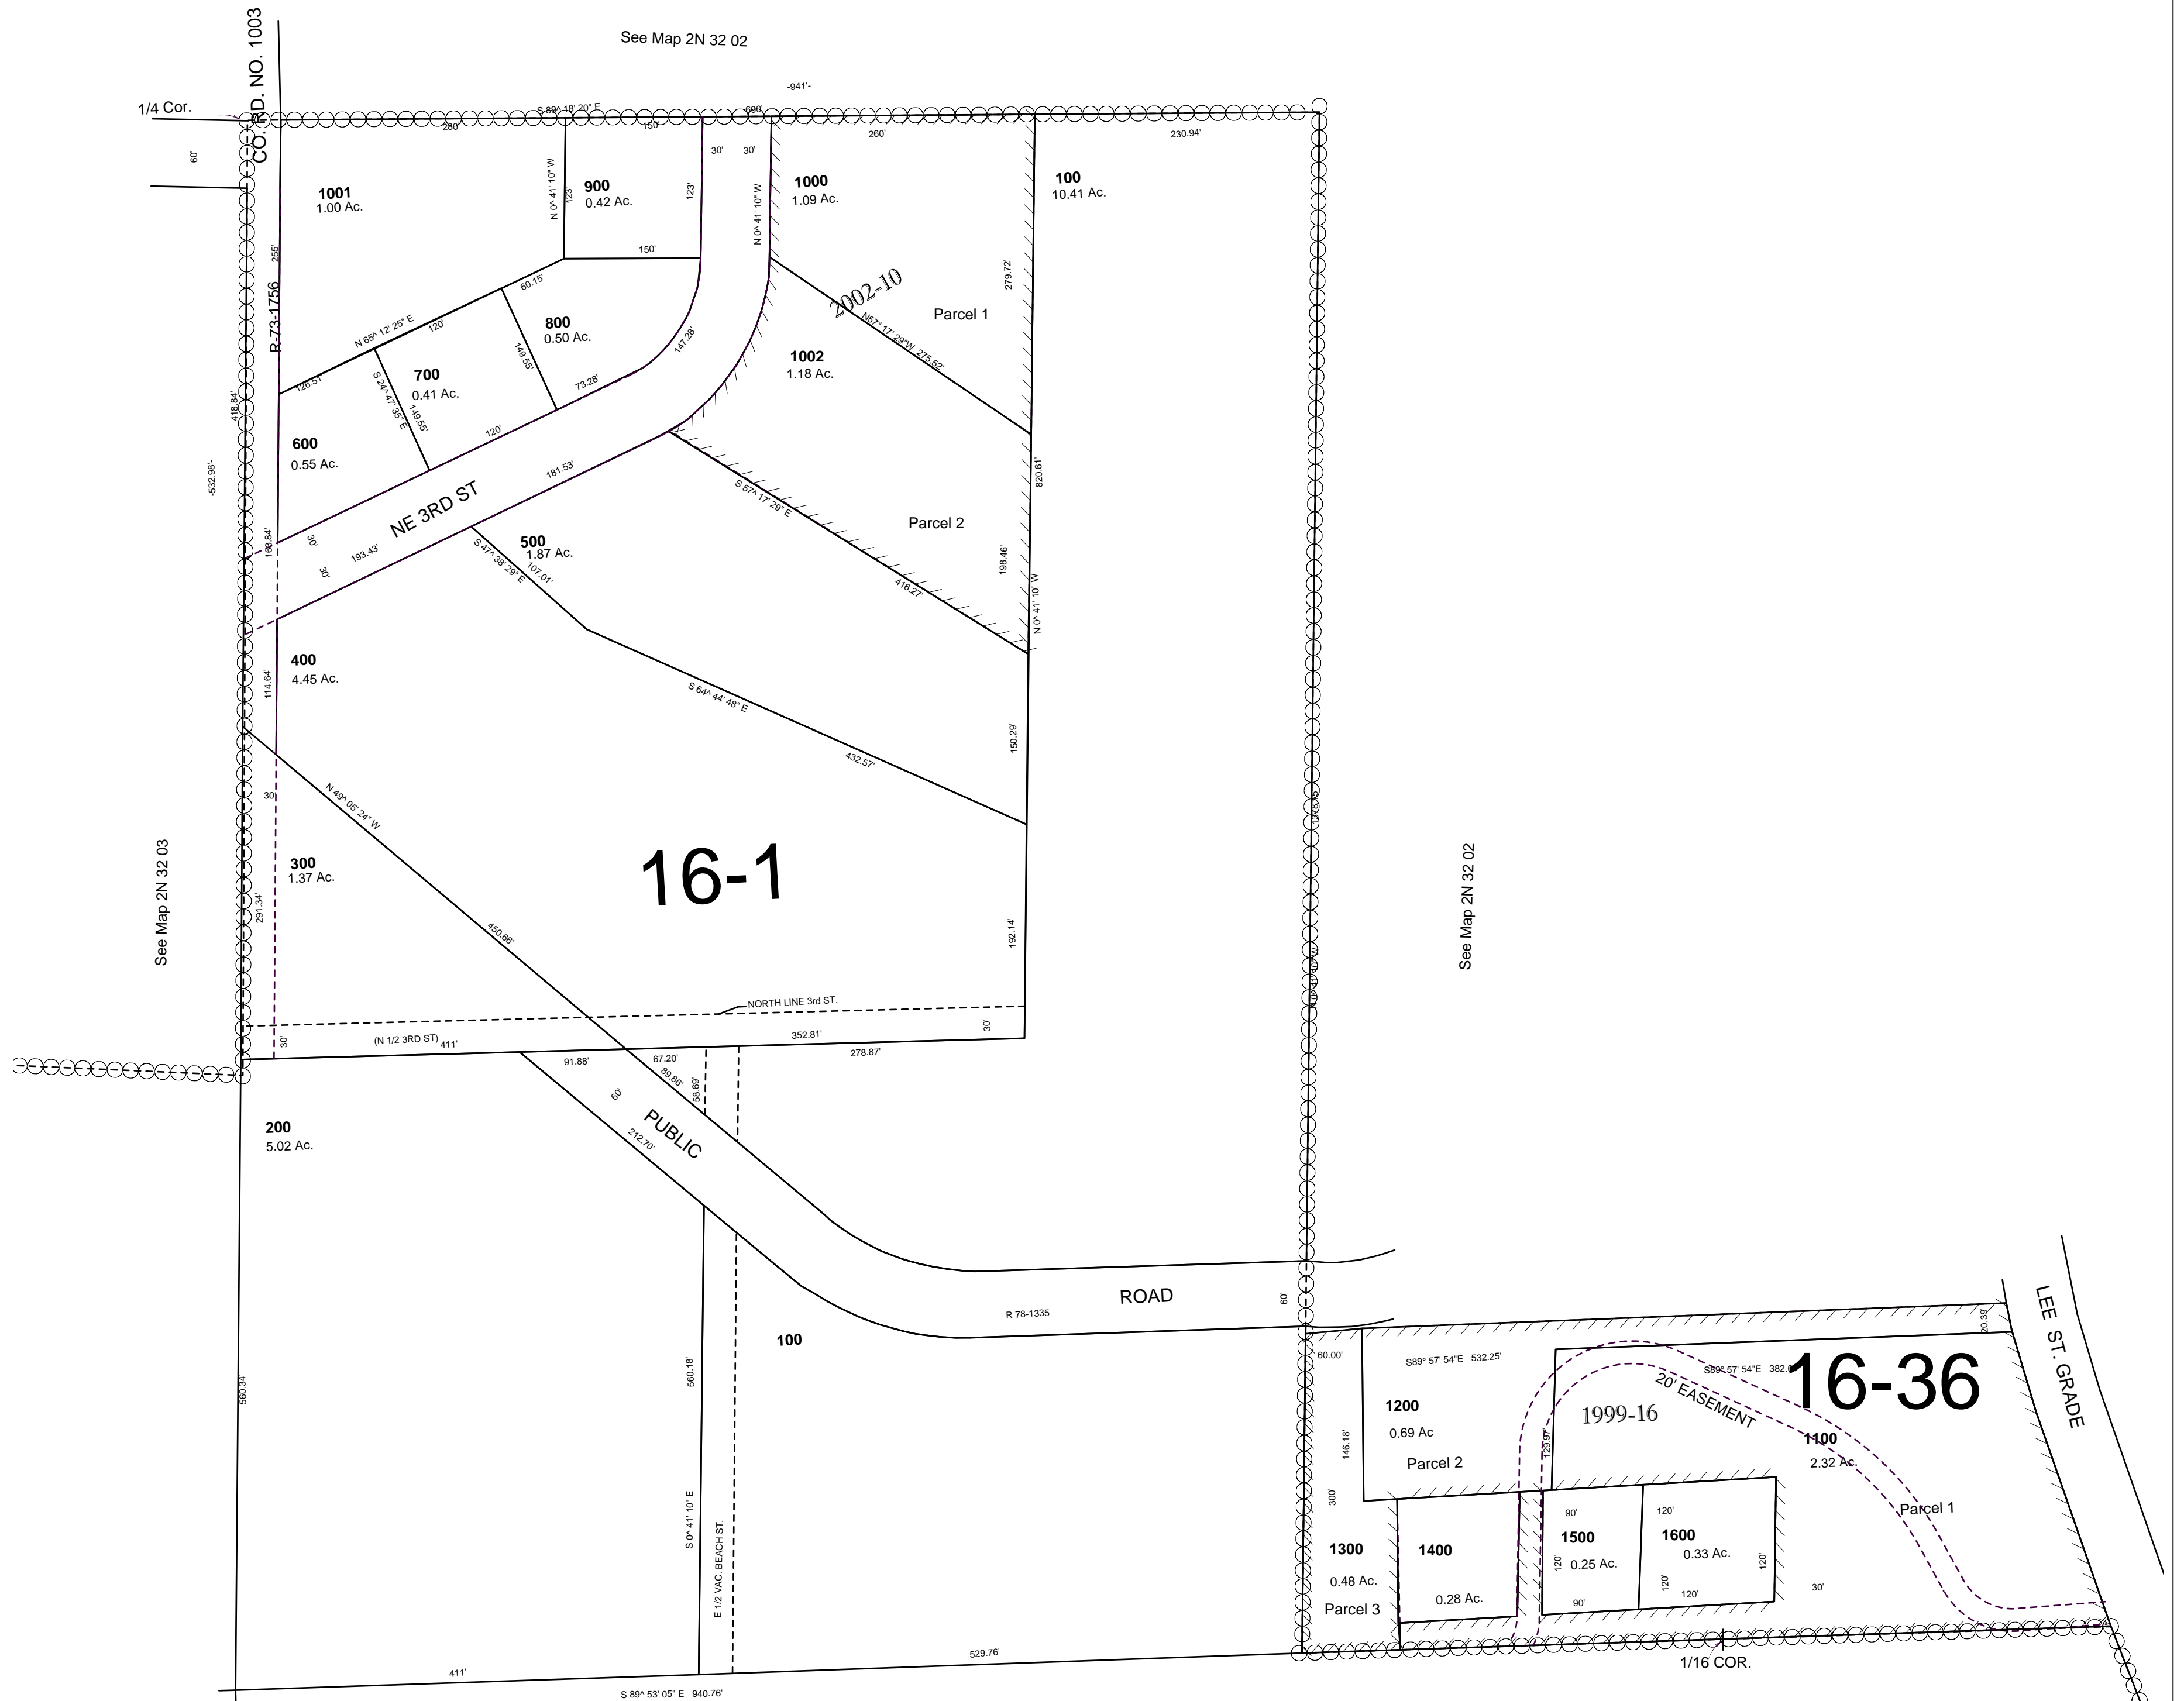 See Map 2N 32 02
-941'-
1/4 Cor.
CO. RD. NO. 1003
S 89^ 18' 20" E
690'
280'
150'
260'
230.94'
60'
30'
30'
1001
1.00 Ac.
N 0^ 41' 10" W
123'
900
0.42 Ac.
123'
N 0^ 41' 10" W
1000
1.09 Ac.
100
10.41 Ac.
255'
150'
R-73-1756
60.15'
279.72'
2002-10
Parcel 1
N 65^ 12' 25" E
120'
800
0.50 Ac.
149.55'
147.28'
N57° 17' 29"W 275.52'
1002
1.18 Ac.
126.51'
700
0.41 Ac.
S 24^ 47' 35" E
149.55'
73.28'
418.84'
120'
600
0.55 Ac.
-532.98'-
181.53'
820.61'
NE 3RD ST
S 57^ 17' 29" E
Parcel 2
30'
30'
193.43'
500
1.87 Ac.
S 47^ 38' 29" E
107.01'
198.46'
416.27'
N 0^ 41' 10" W
400
4.45 Ac.
114.64'
S 64^ 44' 48" E
432.57'
150.29'
30'
N 49^ 05' 24" W
300
1.37 Ac.
16-1
See Map 2N 32 03
See Map 2N 32 02
291.34'
450.66'
192.14'
NORTH LINE 3rd ST.
30'
(N 1/2 3RD ST)
411'
352.81'
30'
91.88'
67.20'
278.87'
89.86'
58.69'
60'
200
5.02 Ac.
PUBLIC
212.70'
ROAD
R 78-1335
60'
100
LEE ST. GRADE
20.39'
60.00'
S89° 57' 54"E 532.25'
S89° 57' 54"E
16-36
560.34'
560.18'
1200
0.69 Ac
Parcel 2
146.18'
129.97'
1999-16
20' EASEMENT
1100
2.32 Ac.
Parcel 1
300'
S 0^ 41' 10" E
E 1/2 VAC. BEACH ST.
1300
0.48 Ac.
Parcel 3
1400
0.28 Ac.
90'
1500
0.25 Ac.
120'
90'
120'
1600
0.33 Ac.
120'
120'
120'
30'
1/16 COR.
411'
529.76'
S 89^ 53' 05" E 940.76'